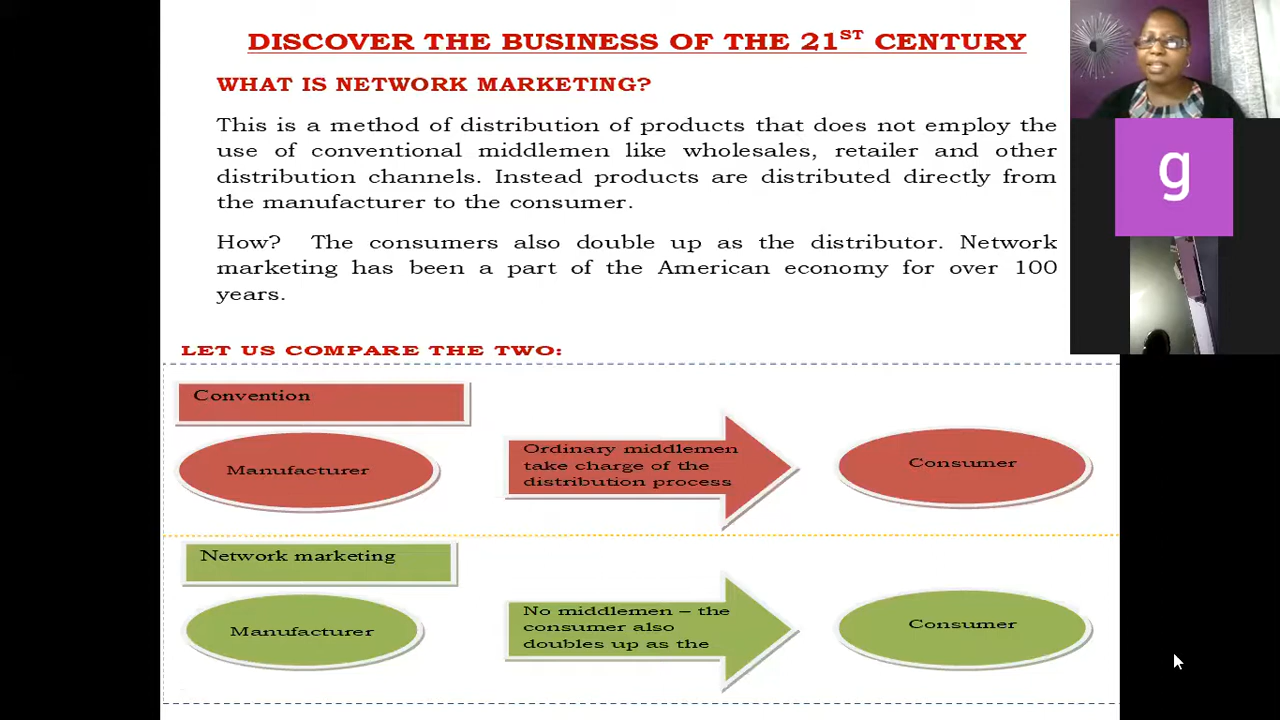 DISCOVER THE BUSINESS OF THE 21ST CENTURY
WHAT IS NETWORK MARKETING?
This is a method of distribution of products that does not employ the
use of conventional middlemen like wholesales, retailer and other
distribution channels. Instead products are distributed directly from
the manufacturer to the consumer.
How? The consumers also double up as the distributor. Network
marketing has been a part of the American economy for over 100
years.
LET US COMPARE THE TWO:
Convention
Manufacturer
Ordinary middlemen
take charge of the
distribution process
Consumer
Network marketing
Manufacturer
No middlemen – the
consumer also
doubles up as the
Consumer
g